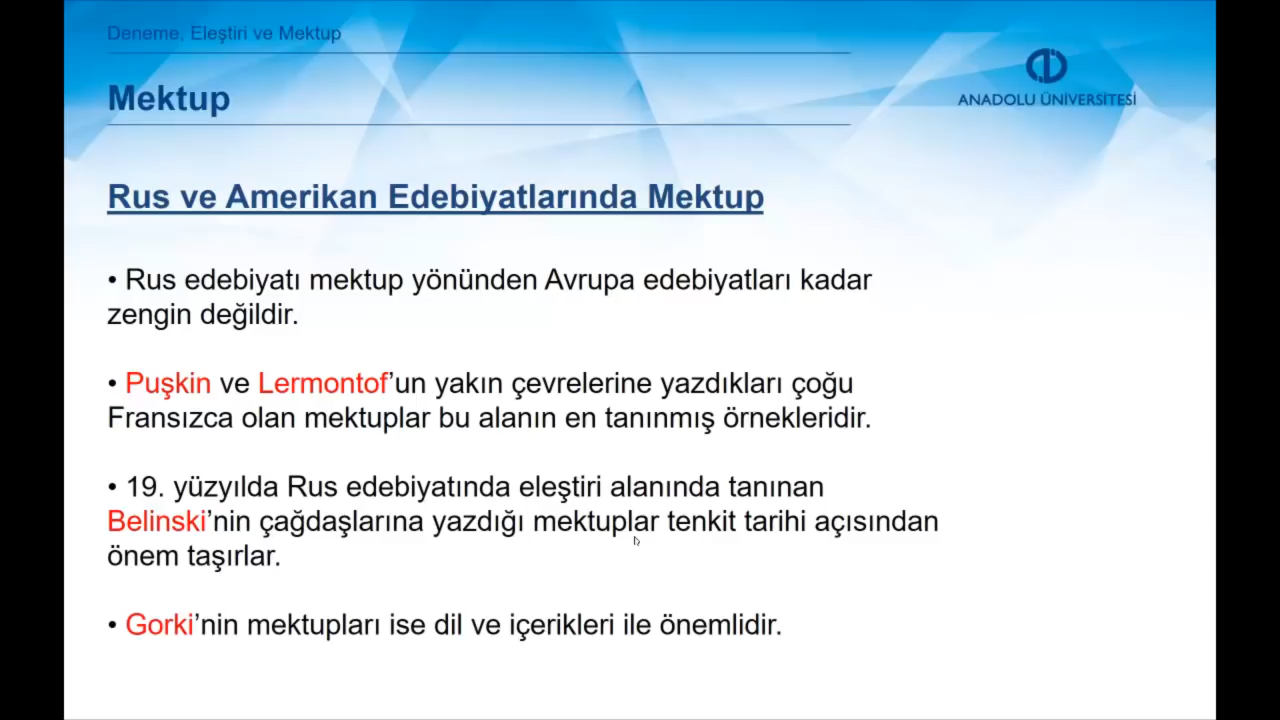 Deneme, Eleştiri ve Mektup
Mektup
ANADOLU ÜNİVERSİTESİ
Rus ve Amerikan Edebiyatlarında Mektup
• Rus edebiyatı mektup yönünden Avrupa edebiyatları kadar
zengin değildir.
• Puşkin ve Lermontof’un yakın çevrelerine yazdıkları çoğu
Fransızca olan mektuplar bu alanın en tanınmış örnekleridir.
• 19. yüzyılda Rus edebiyatında eleştiri alanında tanınan
Belinski’nin çağdaşlarına yazdığı mektuplar tenkit tarihi açısından
önem taşırlar.
• Gorki’nin mektupları ise dil ve içerikleri ile önemlidir.